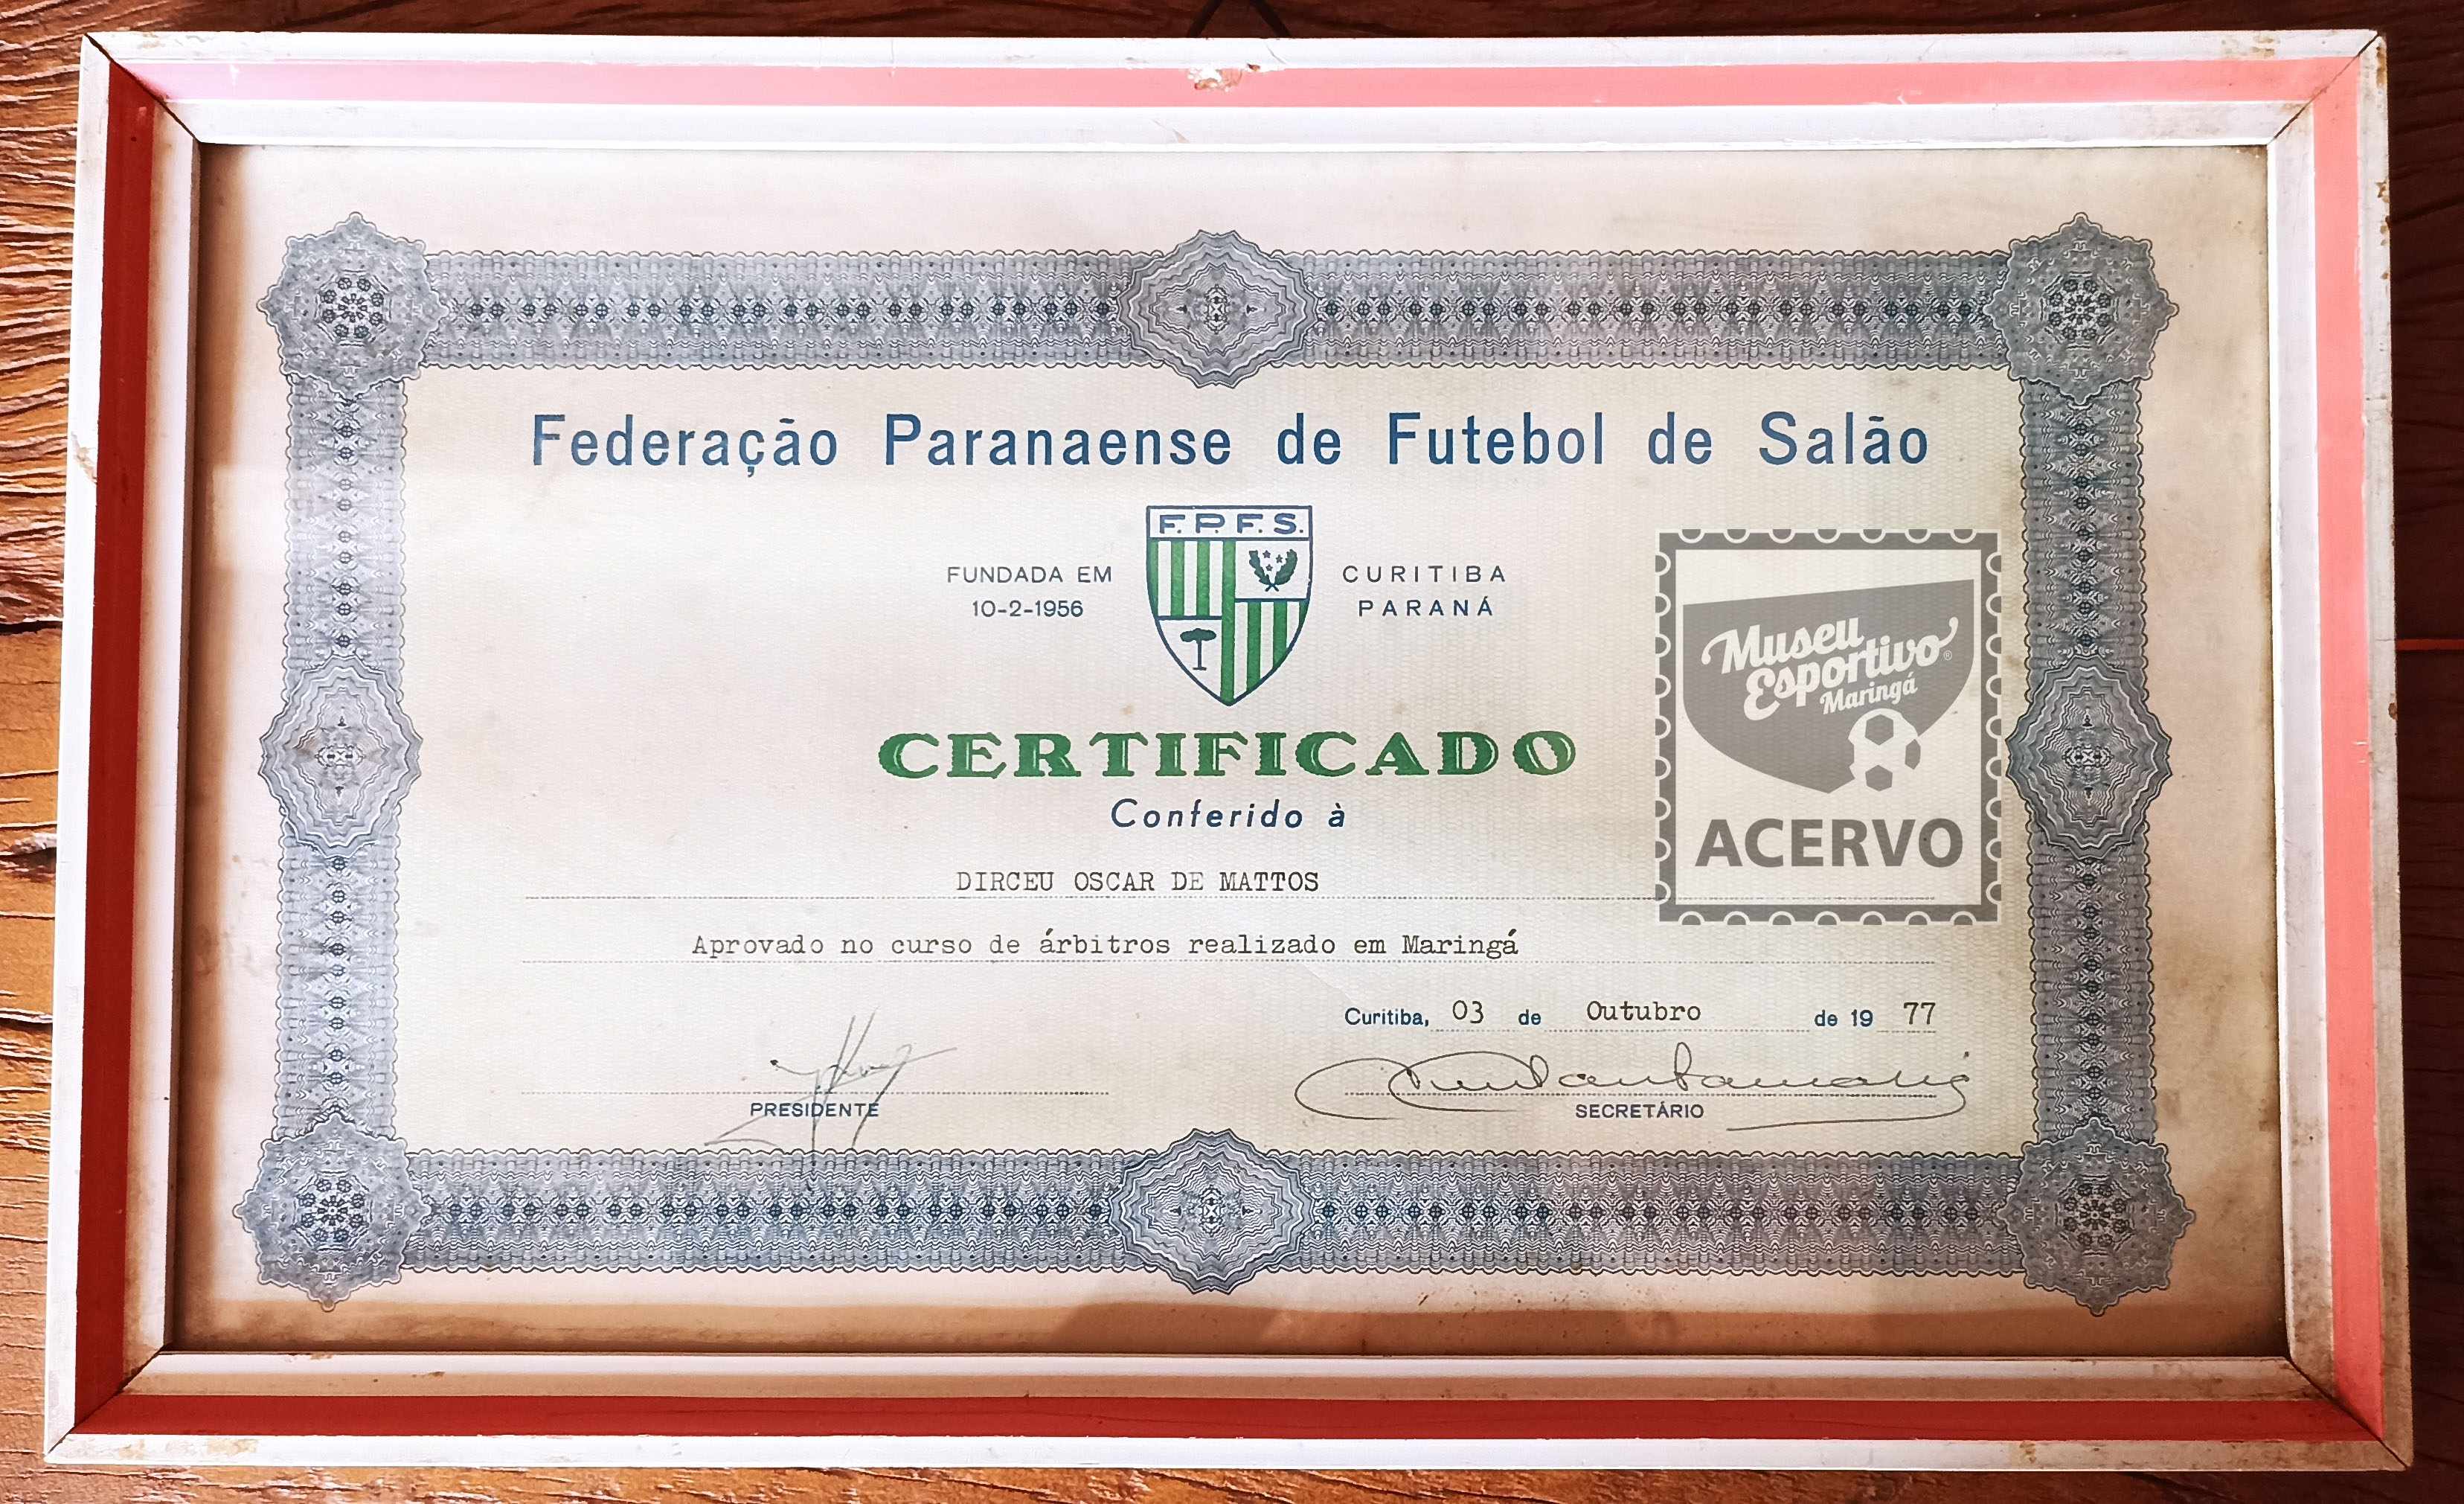 Federação Paranaense de Futebol de Salão
F.P.F.S.
FUNDADA EM
10-2-1956
CURITIBA
PARANÁ
Museu
Esportivo®
Maringá
ACERVO
CERTIFICADO
Conferido à
DIRCEU OSCAR DE MATTOS
Aprovado no curso de árbitros realizado em Maringá
Curitiba, 03 de Outubro de 19 77
PRESIDENTE
SECRETÁRIO